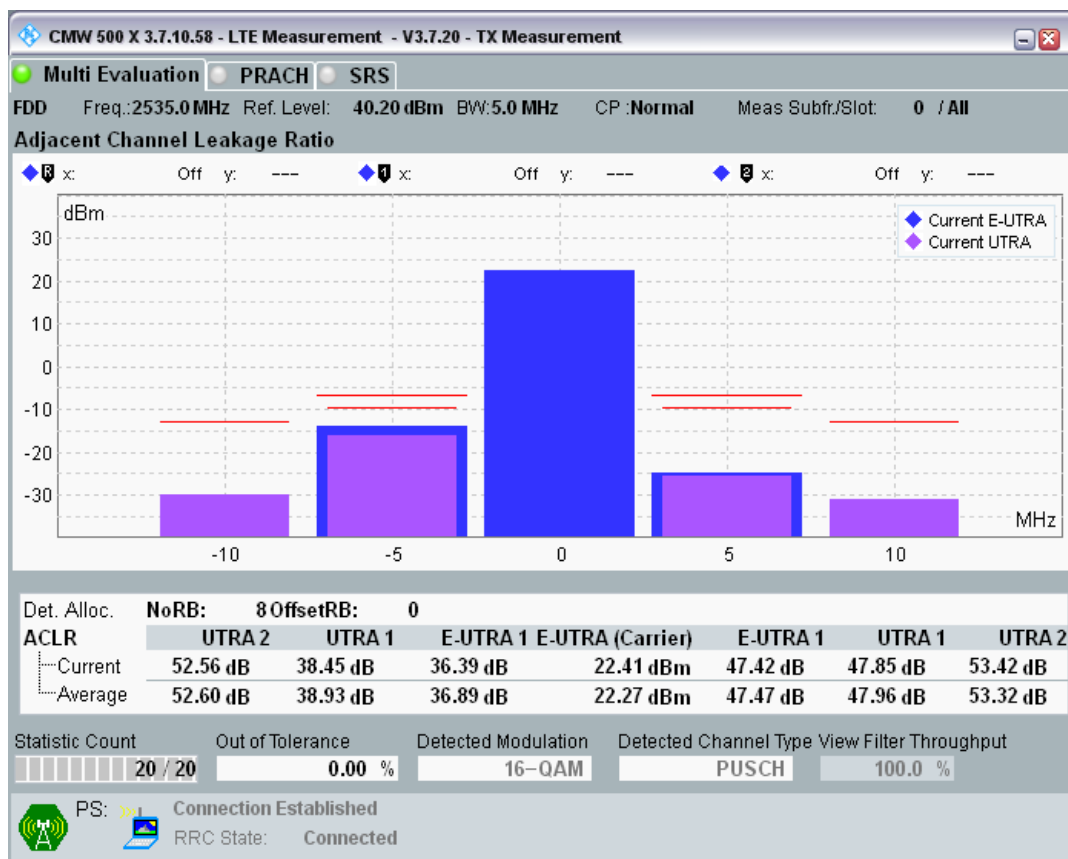 CMW 500 X 3.7.10.58 - LTE Measurement - V3.7.20 - TX Measurement
Multi Evaluation PRACH SRS
FDD Freq.:2535.0 MHz Ref. Level: 40.20 dBm BW:5.0 MHz CP :Normal Meas Subfr./Slot: 0 / All
Adjacent Channel Leakage Ratio
R x: Off y: --- 1 x: Off y: --- 2 x: Off y: ---
dBm
Current E-UTRA
Current UTRA
30
20
10
0
-10
-20
-30
MHz
-10 -5 0 5 10
Det. Alloc. NoRB: 8 OffsetRB: 0
ACLR UTRA 2 UTRA 1 E-UTRA 1 E-UTRA (Carrier) E-UTRA 1 UTRA 1 UTRA 2
Current 52.56 dB 38.45 dB 36.39 dB 22.41 dBm 47.42 dB 47.85 dB 53.42 dB
Average 52.60 dB 38.93 dB 36.89 dB 22.27 dBm 47.47 dB 47.96 dB 53.32 dB
Statistic Count Out of Tolerance Detected Modulation Detected Channel Type View Filter Throughput
20 / 20 0.00 % 16-QAM PUSCH 100.0 %
PS: Connection Established
RRC State: Connected